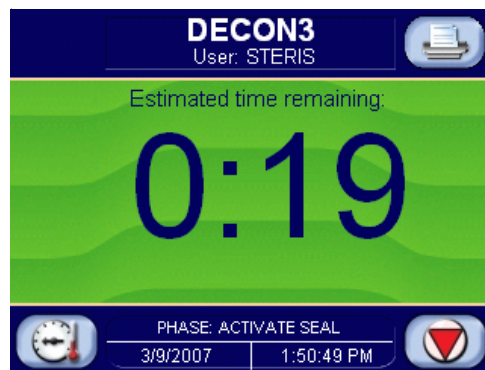 DECON3
User: STERIS
Estimated time remaining:
0:19
PHASE: ACTIVATE SEAL
3/9/2007 1:50:49 PM